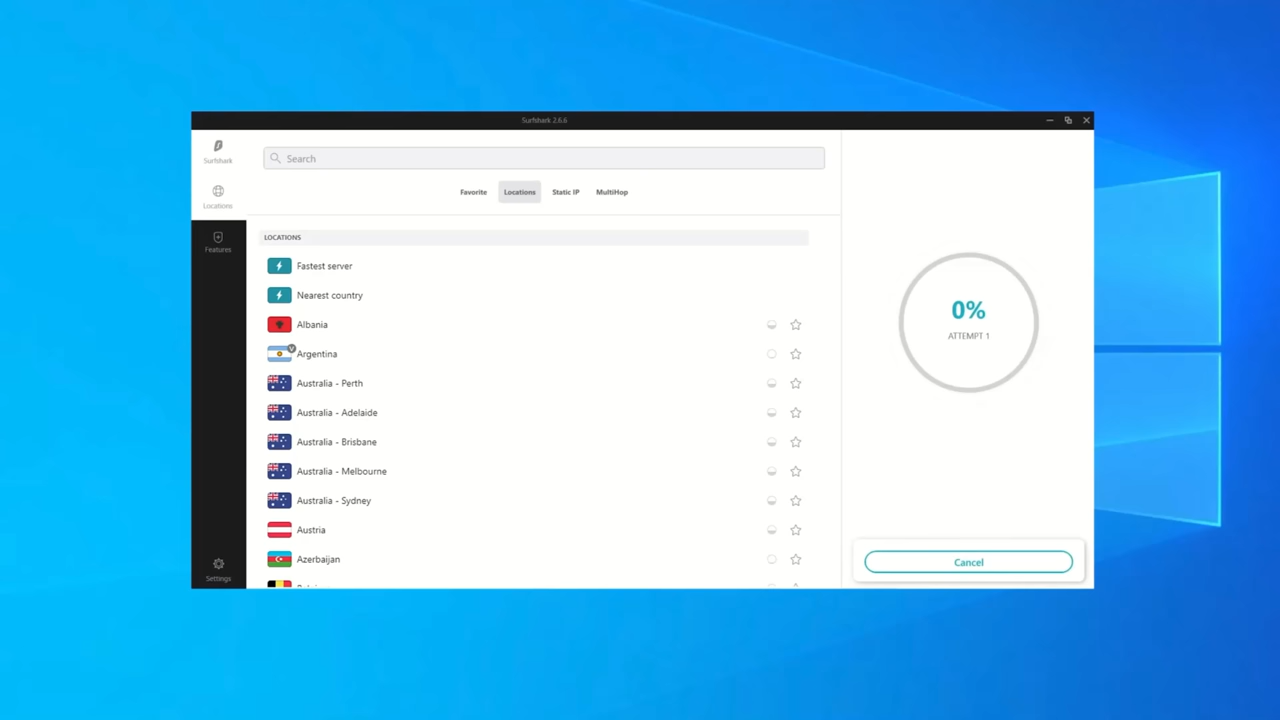 Surfshark 2.6.6
Surfshark
Search
Locations
Favorite Locations Static IP MultiHop
Features
LOCATIONS
Fastest server
Nearest country
Albania
V
Argentina
Australia - Perth
Australia - Adelaide
Australia - Brisbane
Australia - Melbourne
Australia - Sydney
Austria
Azerbaijan
Settings
0%
ATTEMPT 1
Cancel